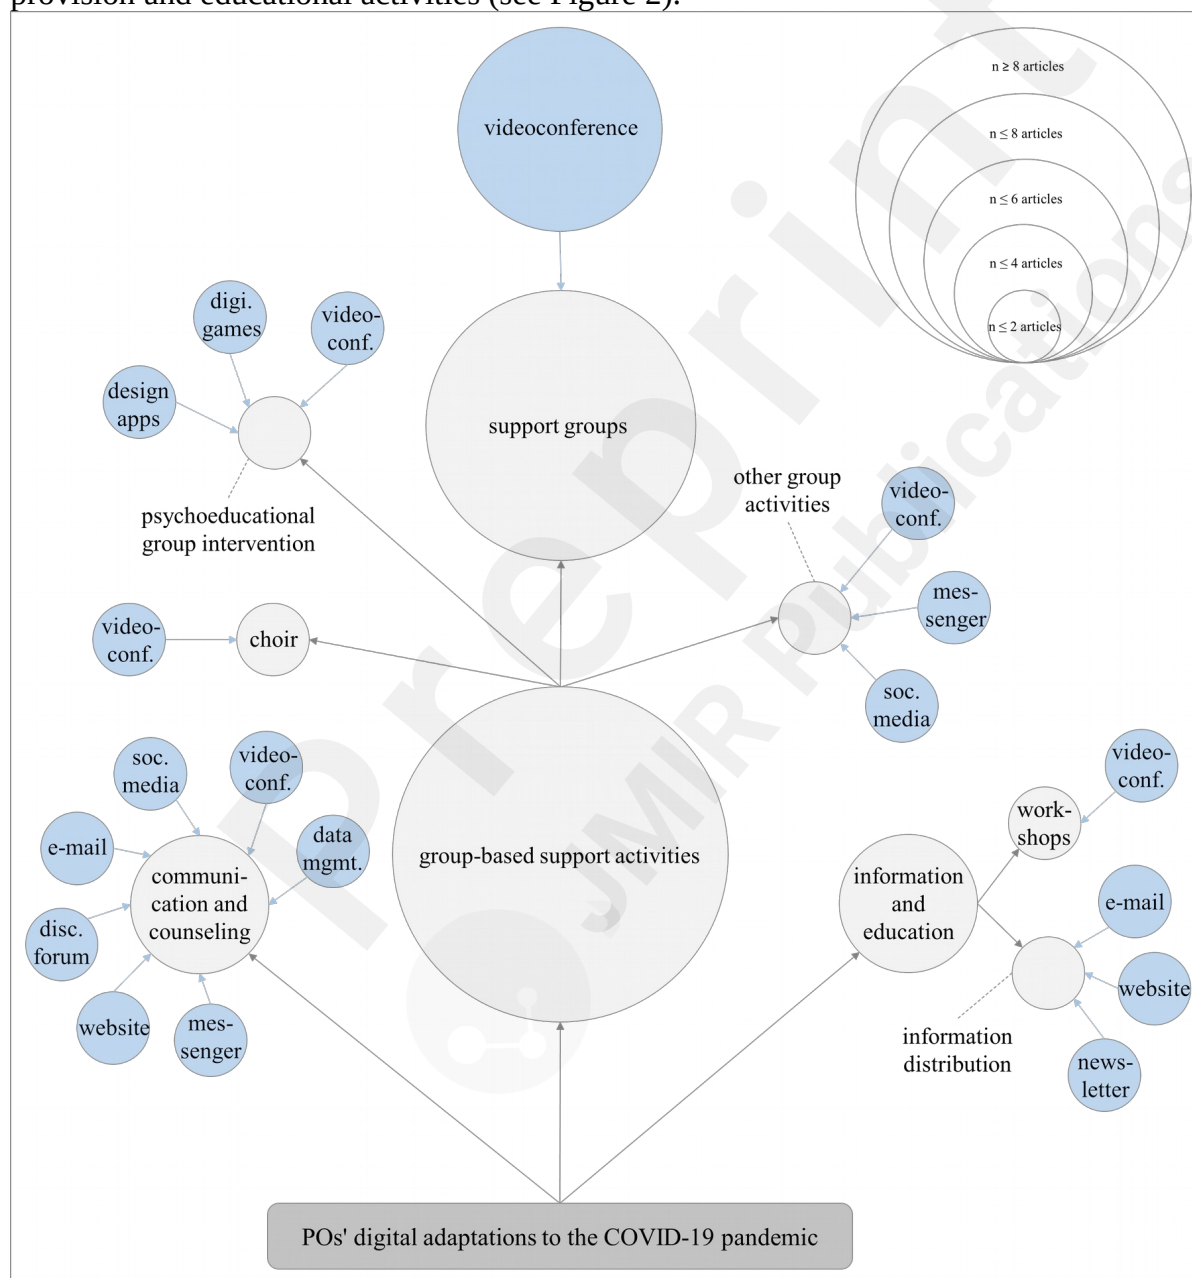 provision and educational activities (see Figure 2).
n ≥ 8 articles
n ≤ 8 articles
n ≤ 6 articles
n ≤ 4 articles
n ≤ 2 articles
videoconference
digi.
games
video-
conf.
design
apps
support groups
psychoeducational
group intervention
other group
activities
video-
conf.
mes-
senger
soc.
media
video-
conf.
choir
soc.
media
video-
conf.
e-mail
data
mgmt.
communi-
cation and
counseling
disc.
forum
website
mes-
senger
group-based support activities
information
and
education
work-
shops
video-
conf.
e-mail
website
news-
letter
information
distribution
POs' digital adaptations to the COVID-19 pandemic
Preprint
JMIR Publications